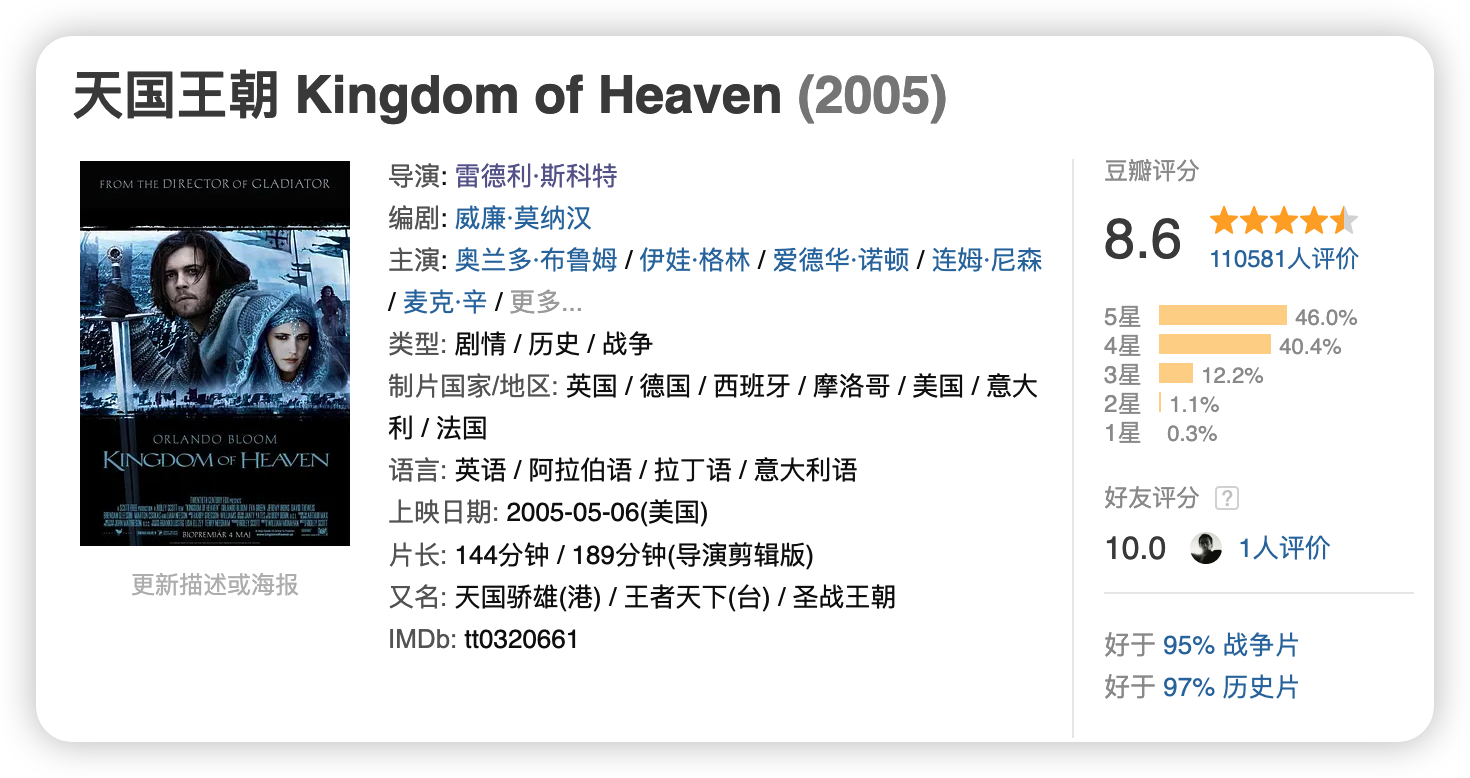 天国王朝 Kingdom of Heaven (2005)
FROM THE DIRECTOR OF GLADIATOR
ORLANDO BLOOM
KINGDOM OF HEAVEN
BIOPREMIÄR 4 MAJ
更新描述或海报
导演: 雷德利·斯科特
编剧: 威廉·莫纳汉
主演: 奥兰多·布鲁姆 / 伊娃·格林 / 爱德华·诺顿 / 连姆·尼森
/ 麦克·辛 / 更多...
类型: 剧情 / 历史 / 战争
制片国家/地区: 英国 / 德国 / 西班牙 / 摩洛哥 / 美国 / 意大
利 / 法国
语言: 英语 / 阿拉伯语 / 拉丁语 / 意大利语
上映日期: 2005-05-06(美国)
片长: 144分钟 / 189分钟(导演剪辑版)
又名: 天国骄雄(港) / 王者天下(台) / 圣战王朝
IMDb: tt0320661
豆瓣评分
8.6
110581人评价
5星 46.0%
4星 40.4%
3星 12.2%
2星 1.1%
1星 0.3%
好友评分 ?
10.0 1人评价
好于 95% 战争片
好于 97% 历史片